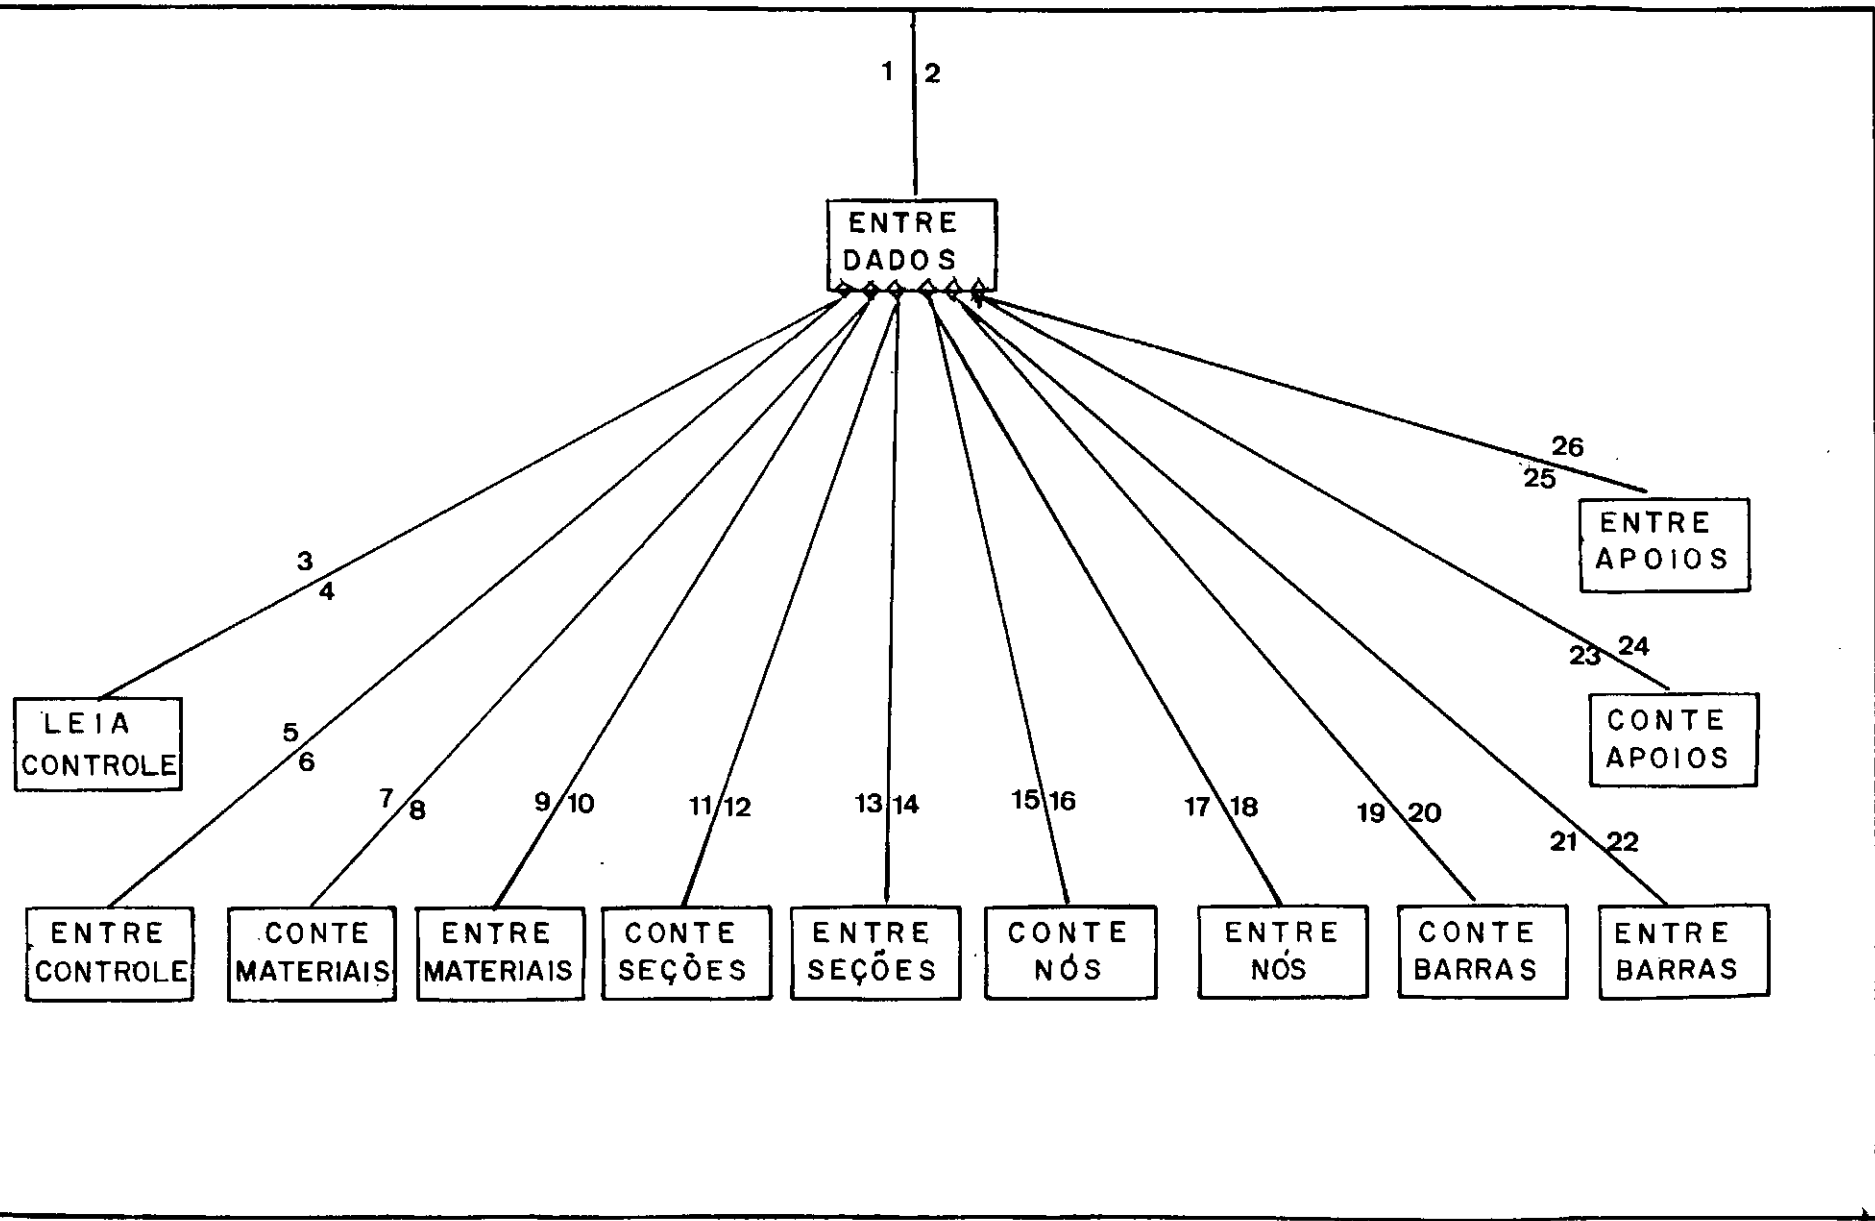 1 2
ENTRE
DADOS
26
25
ENTRE
APOIOS
3
4
24
23
LEIA
CONTROLE
CONTE
APOIOS
5
6
7 8
9 10
11 12
13 14
15 16
17 18
19 20
21 22
ENTRE
CONTROLE
CONTE
MATERIAIS
ENTRE
MATERIAIS
CONTE
SEÇÕES
ENTRE
SEÇÕES
CONTE
NÓS
ENTRE
NÓS
CONTE
BARRAS
ENTRE
BARRAS